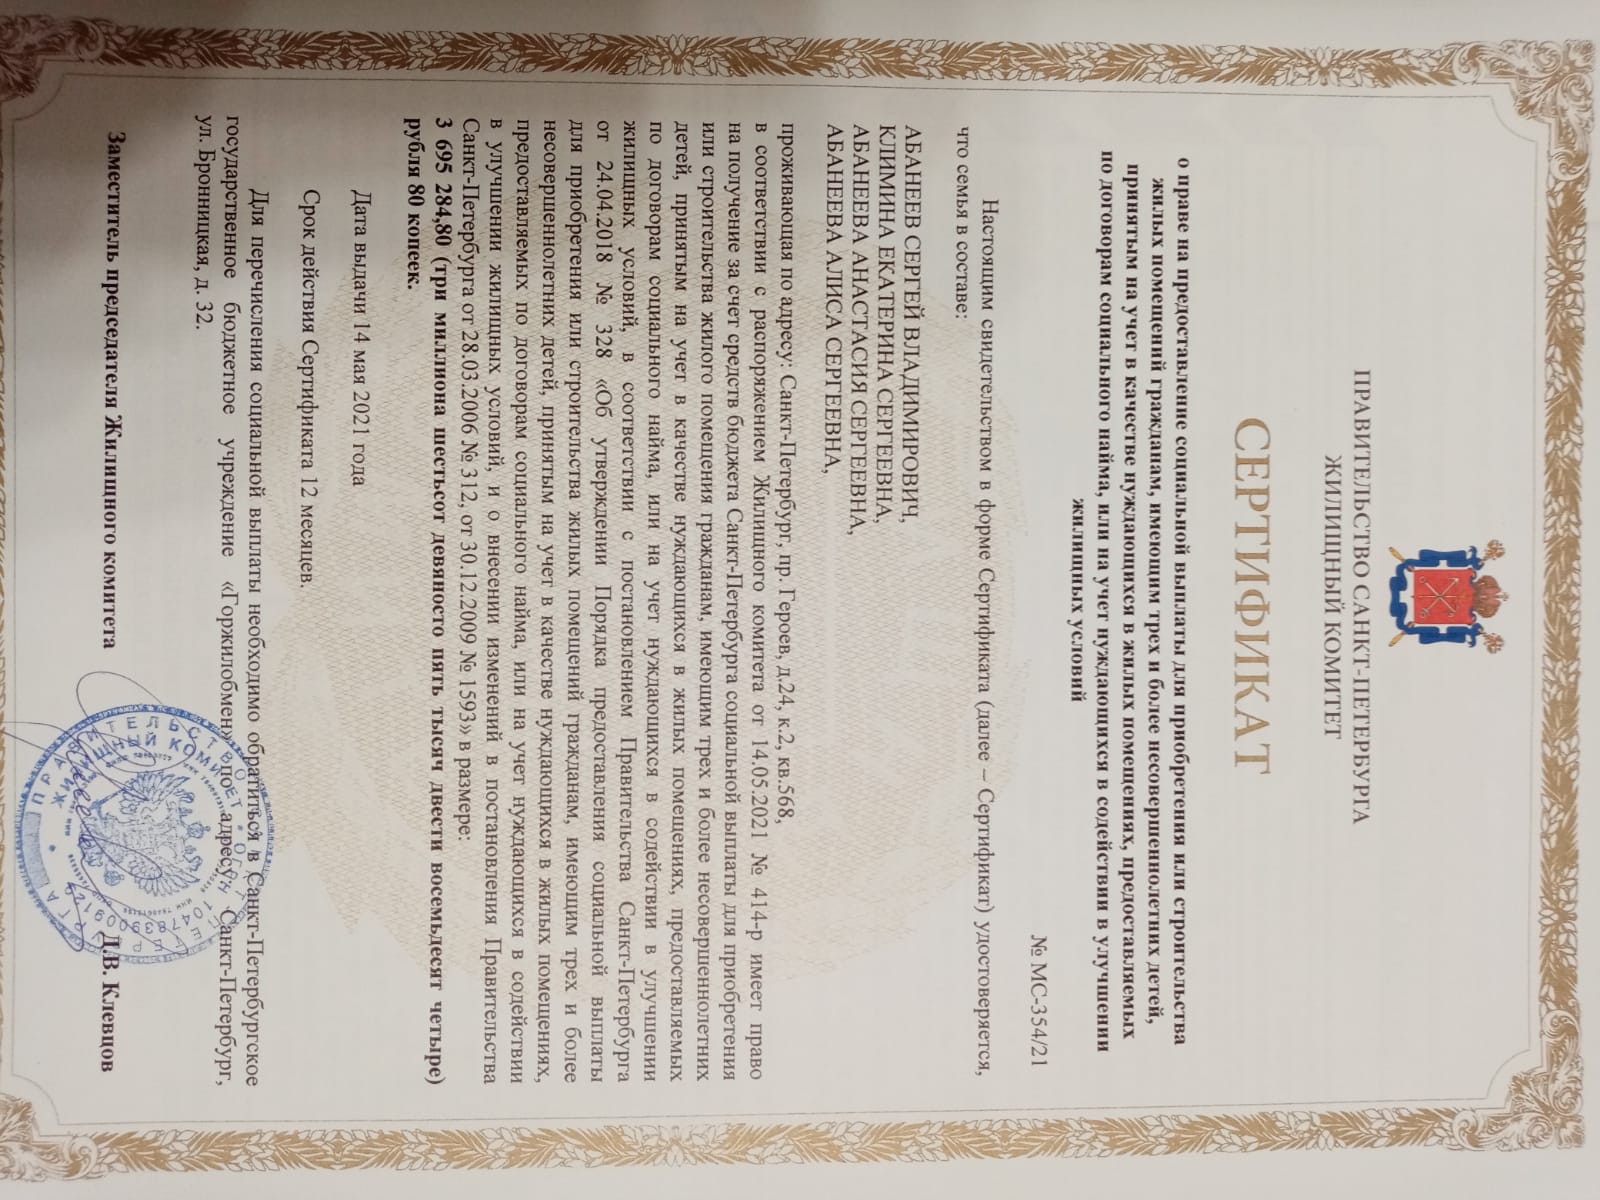 ПРАВИТЕЛЬСТВО САНКТ-ПЕТЕРБУРГА
ЖИЛИЩНЫЙ КОМИТЕТ
СЕРТИФИКАТ
о праве на предоставление социальной выплаты для приобретения или строительства
жилых помещений гражданам, имеющим трех и более несовершеннолетних детей,
принятым на учет в качестве нуждающихся в жилых помещениях, предоставляемых
по договорам социального найма, или на учет нуждающихся в содействии в улучшении
жилищных условий
№ МС-354/21
Настоящим свидетельством в форме Сертификата (далее – Сертификат) удостоверяется,
что семья в составе:
АБАНЕЕВ СЕРГЕЙ ВЛАДИМИРОВИЧ,
КЛИМИНА ЕКАТЕРИНА СЕРГЕЕВНА,
АБАНЕЕВА АНАСТАСИЯ СЕРГЕЕВНА,
АБАНЕЕВА АЛИСА СЕРГЕЕВНА,
проживающая по адресу: Санкт-Петербург, пр. Героев, д.24, к.2, кв.568,
в соответствии с распоряжением Жилищного комитета от 14.05.2021 № 414-р имеет право
на получение за счет средств бюджета Санкт-Петербурга социальной выплаты для приобретения
или строительства жилого помещения гражданам, имеющим трех и более несовершеннолетних
детей, принятым на учет в качестве нуждающихся в жилых помещениях, предоставляемых
по договорам социального найма, или на учет нуждающихся в содействии в улучшении
жилищных условий, в соответствии с постановлением Правительства Санкт-Петербурга
от 24.04.2018 № 328 «Об утверждении Порядка предоставления социальной выплаты
для приобретения или строительства жилых помещений гражданам, имеющим трех и более
несовершеннолетних детей, принятым на учет в качестве нуждающихся в жилых помещениях,
предоставляемых по договорам социального найма, или на учет нуждающихся в содействии
в улучшении жилищных условий, и о внесении изменений в постановления Правительства
Санкт-Петербурга от 28.03.2006 № 312, от 30.12.2009 № 1593» в размере:
3 695 284,80 (три миллиона шестьсот девяносто пять тысяч двести восемьдесят четыре)
рубля 80 копеек.
Дата выдачи 14 мая 2021 года
Срок действия Сертификата 12 месяцев.
Для перечисления социальной выплаты необходимо обратиться в Санкт-Петербургское
государственное бюджетное учреждение «Горжилобмен» по адресу: Санкт-Петербург,
ул. Бронницкая, д. 32.
Заместитель председателя Жилищного комитета Д.В. Клевцов
ПРАВИТЕЛЬСТВО
ЖИЛИЩНЫЙ КОМИТЕТ